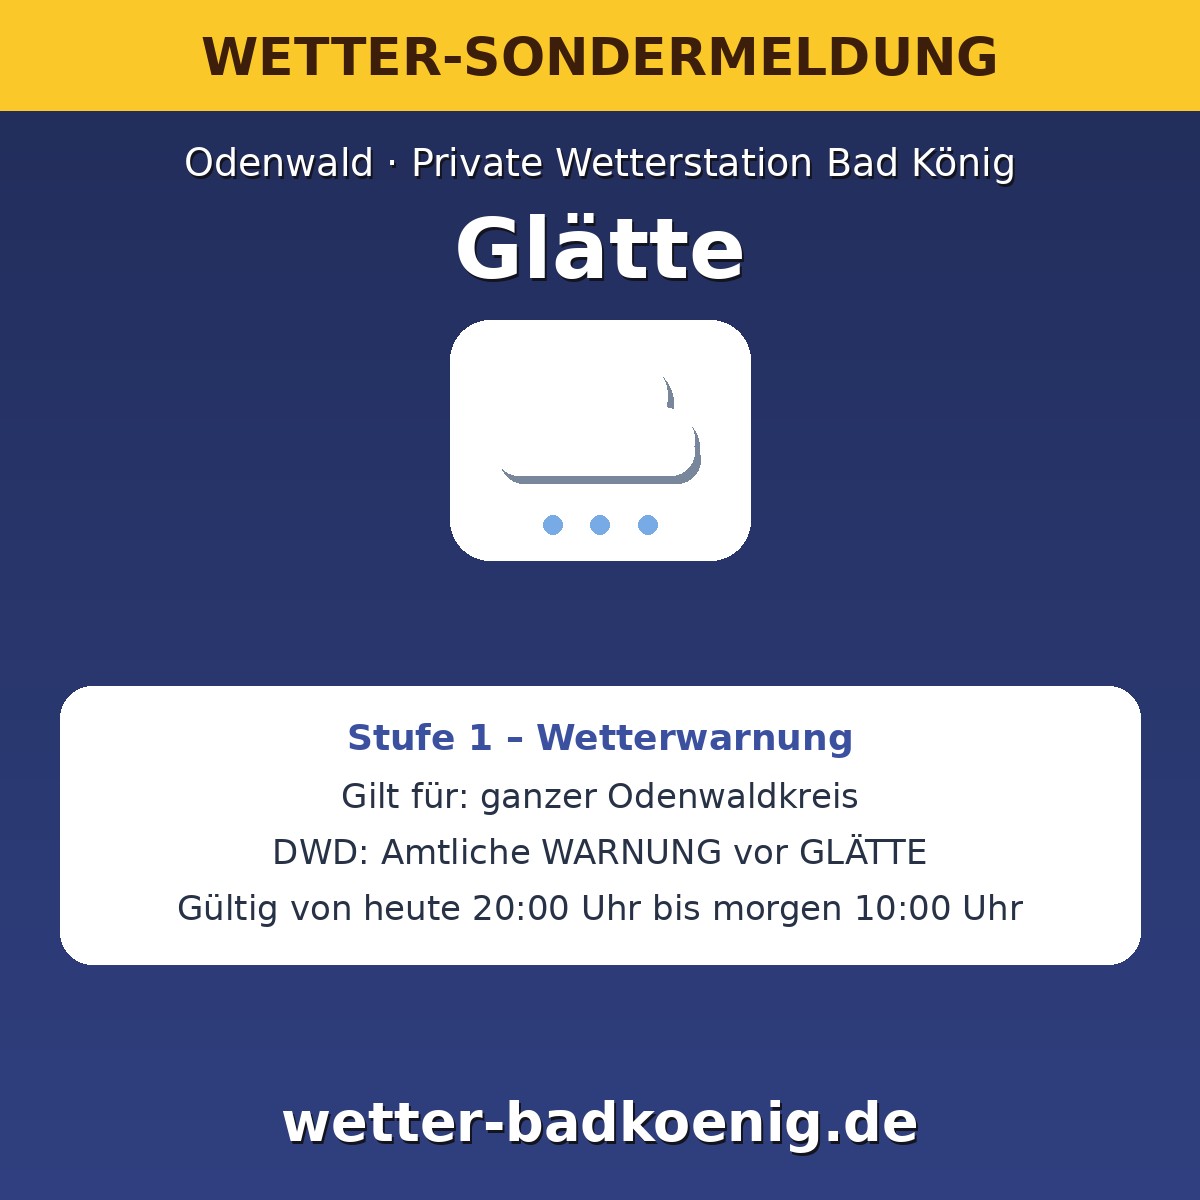 WETTER-SONDERMELDUNG
Odenwald · Private Wetterstation Bad König
Glätte
Stufe 1 – Wetterwarnung
Gilt für: ganzer Odenwaldkreis
DWD: Amtliche WARNUNG vor GLÄTTE
Gültig von heute 20:00 Uhr bis morgen 10:00 Uhr
wetter-badkoenig.de